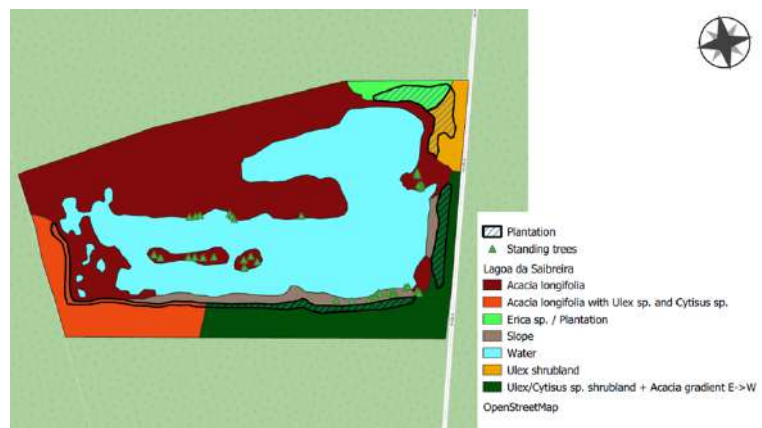 Plantation
Standing trees
Lagoa da Saibreira
Acacia longifolia
Acacia longifolia with Ulex sp. and Cytisus sp.
Erica sp. / Plantation
Slope
Water
Ulex shrubland
Ulex/Cytisus sp. shrubland + Acacia gradient E->W
OpenStreetMap